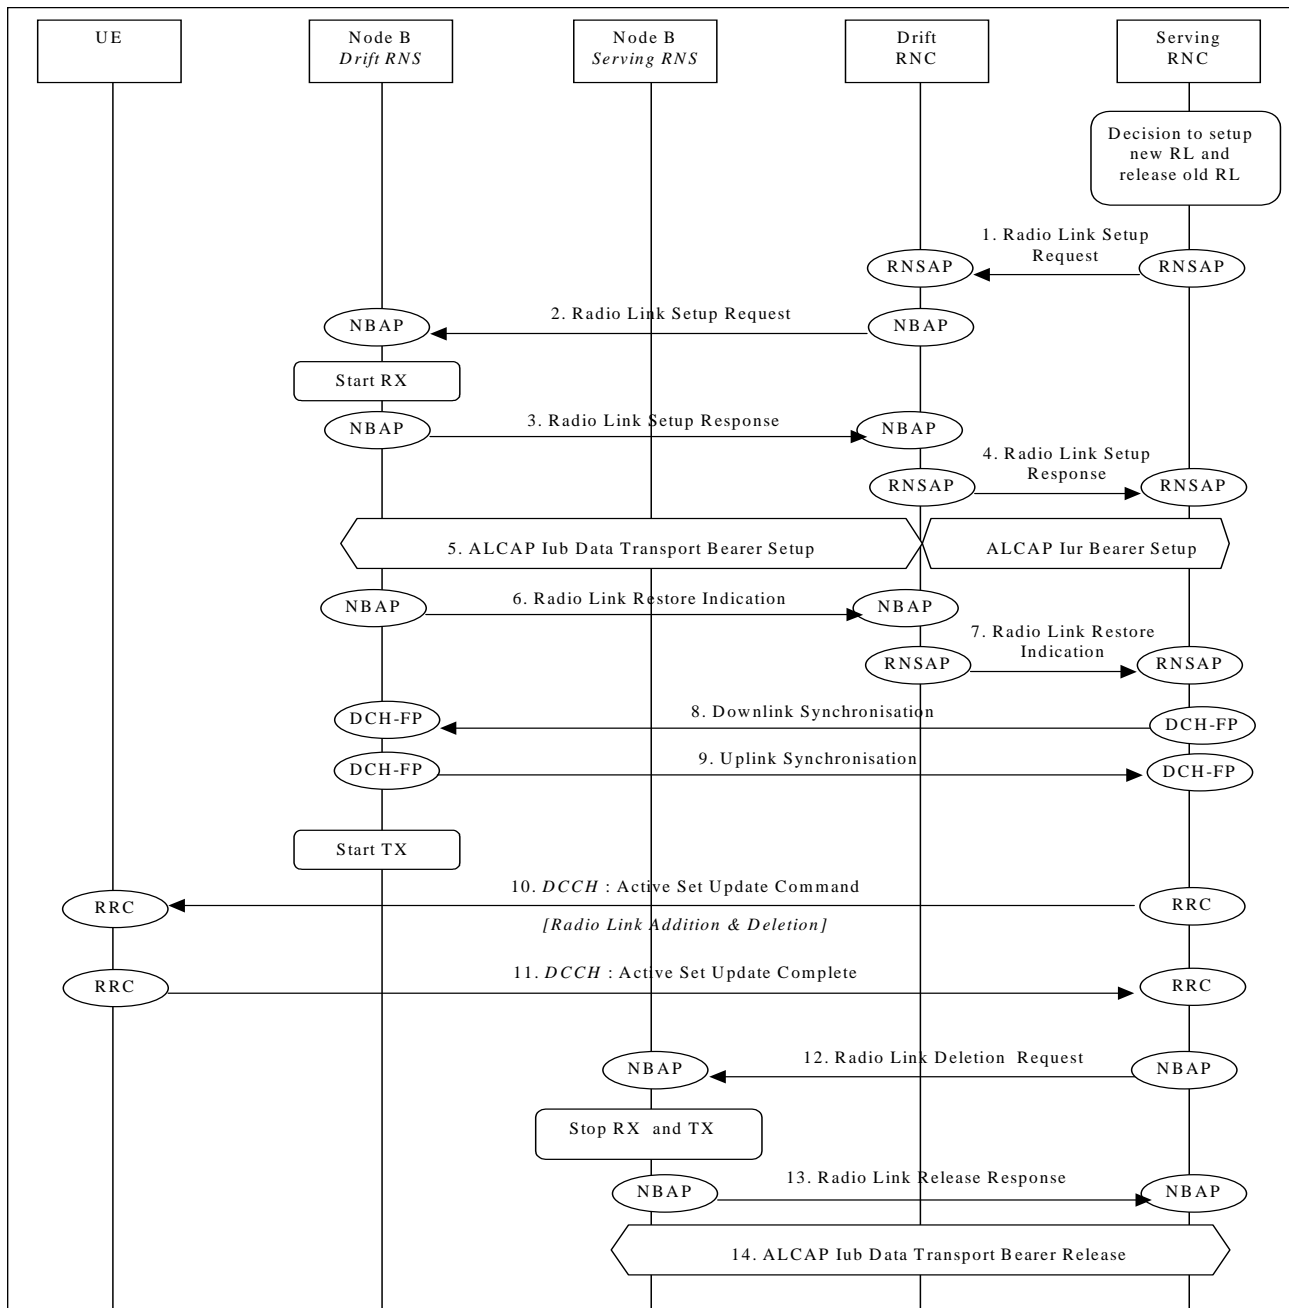 UE
Node B
Drift RNS
Node B
Serving RNS
Drift
RNC
Serving
RNC
Decision to setup
new RL and
release old RL
1. Radio Link Setup
Request
RNSAP
RNSAP
2. Radio Link Setup Request
NBAP
NBAP
Start RX
3. Radio Link Setup Response
NBAP
NBAP
4. Radio Link Setup
Response
RNSAP
RNSAP
5. ALCAP Iub Data Transport Bearer Setup
ALCAP Iur Bearer Setup
6. Radio Link Restore Indication
NBAP
NBAP
7. Radio Link Restore
Indication
RNSAP
RNSAP
8. Downlink Synchronisation
DCH-FP
DCH-FP
9. Uplink Synchronisation
DCH-FP
DCH-FP
Start TX
10. DCCH : Active Set Update Command
RRC
RRC
[Radio Link Addition & Deletion]
11. DCCH : Active Set Update Complete
RRC
RRC
12. Radio Link Deletion Request
NBAP
NBAP
Stop RX and TX
13. Radio Link Release Response
NBAP
NBAP
14. ALCAP Iub Data Transport Bearer Release